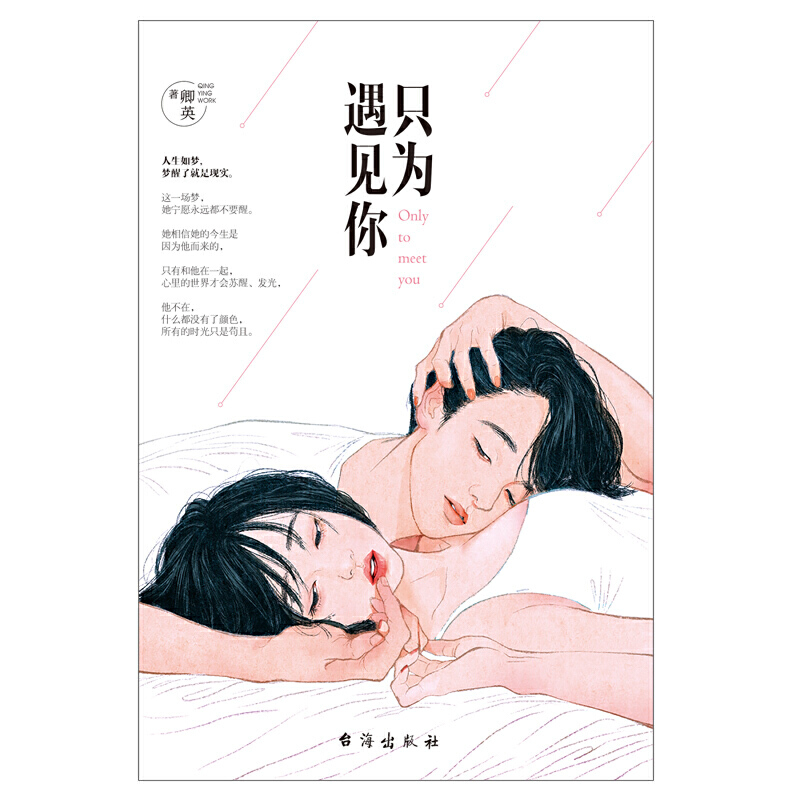 只为
遇见你
Only
to
meet
you
卿英
著
QING
YING
WORK
人生如梦,
梦醒了就是现实。
这一场梦,
她宁愿永远都不要醒。
她相信她的今生是
因为他而来的,
只有和他在一起,
心里的世界才会苏醒、发光,
他不在,
什么都没有了颜色,
所有的时光只是苟且。
台海出版社